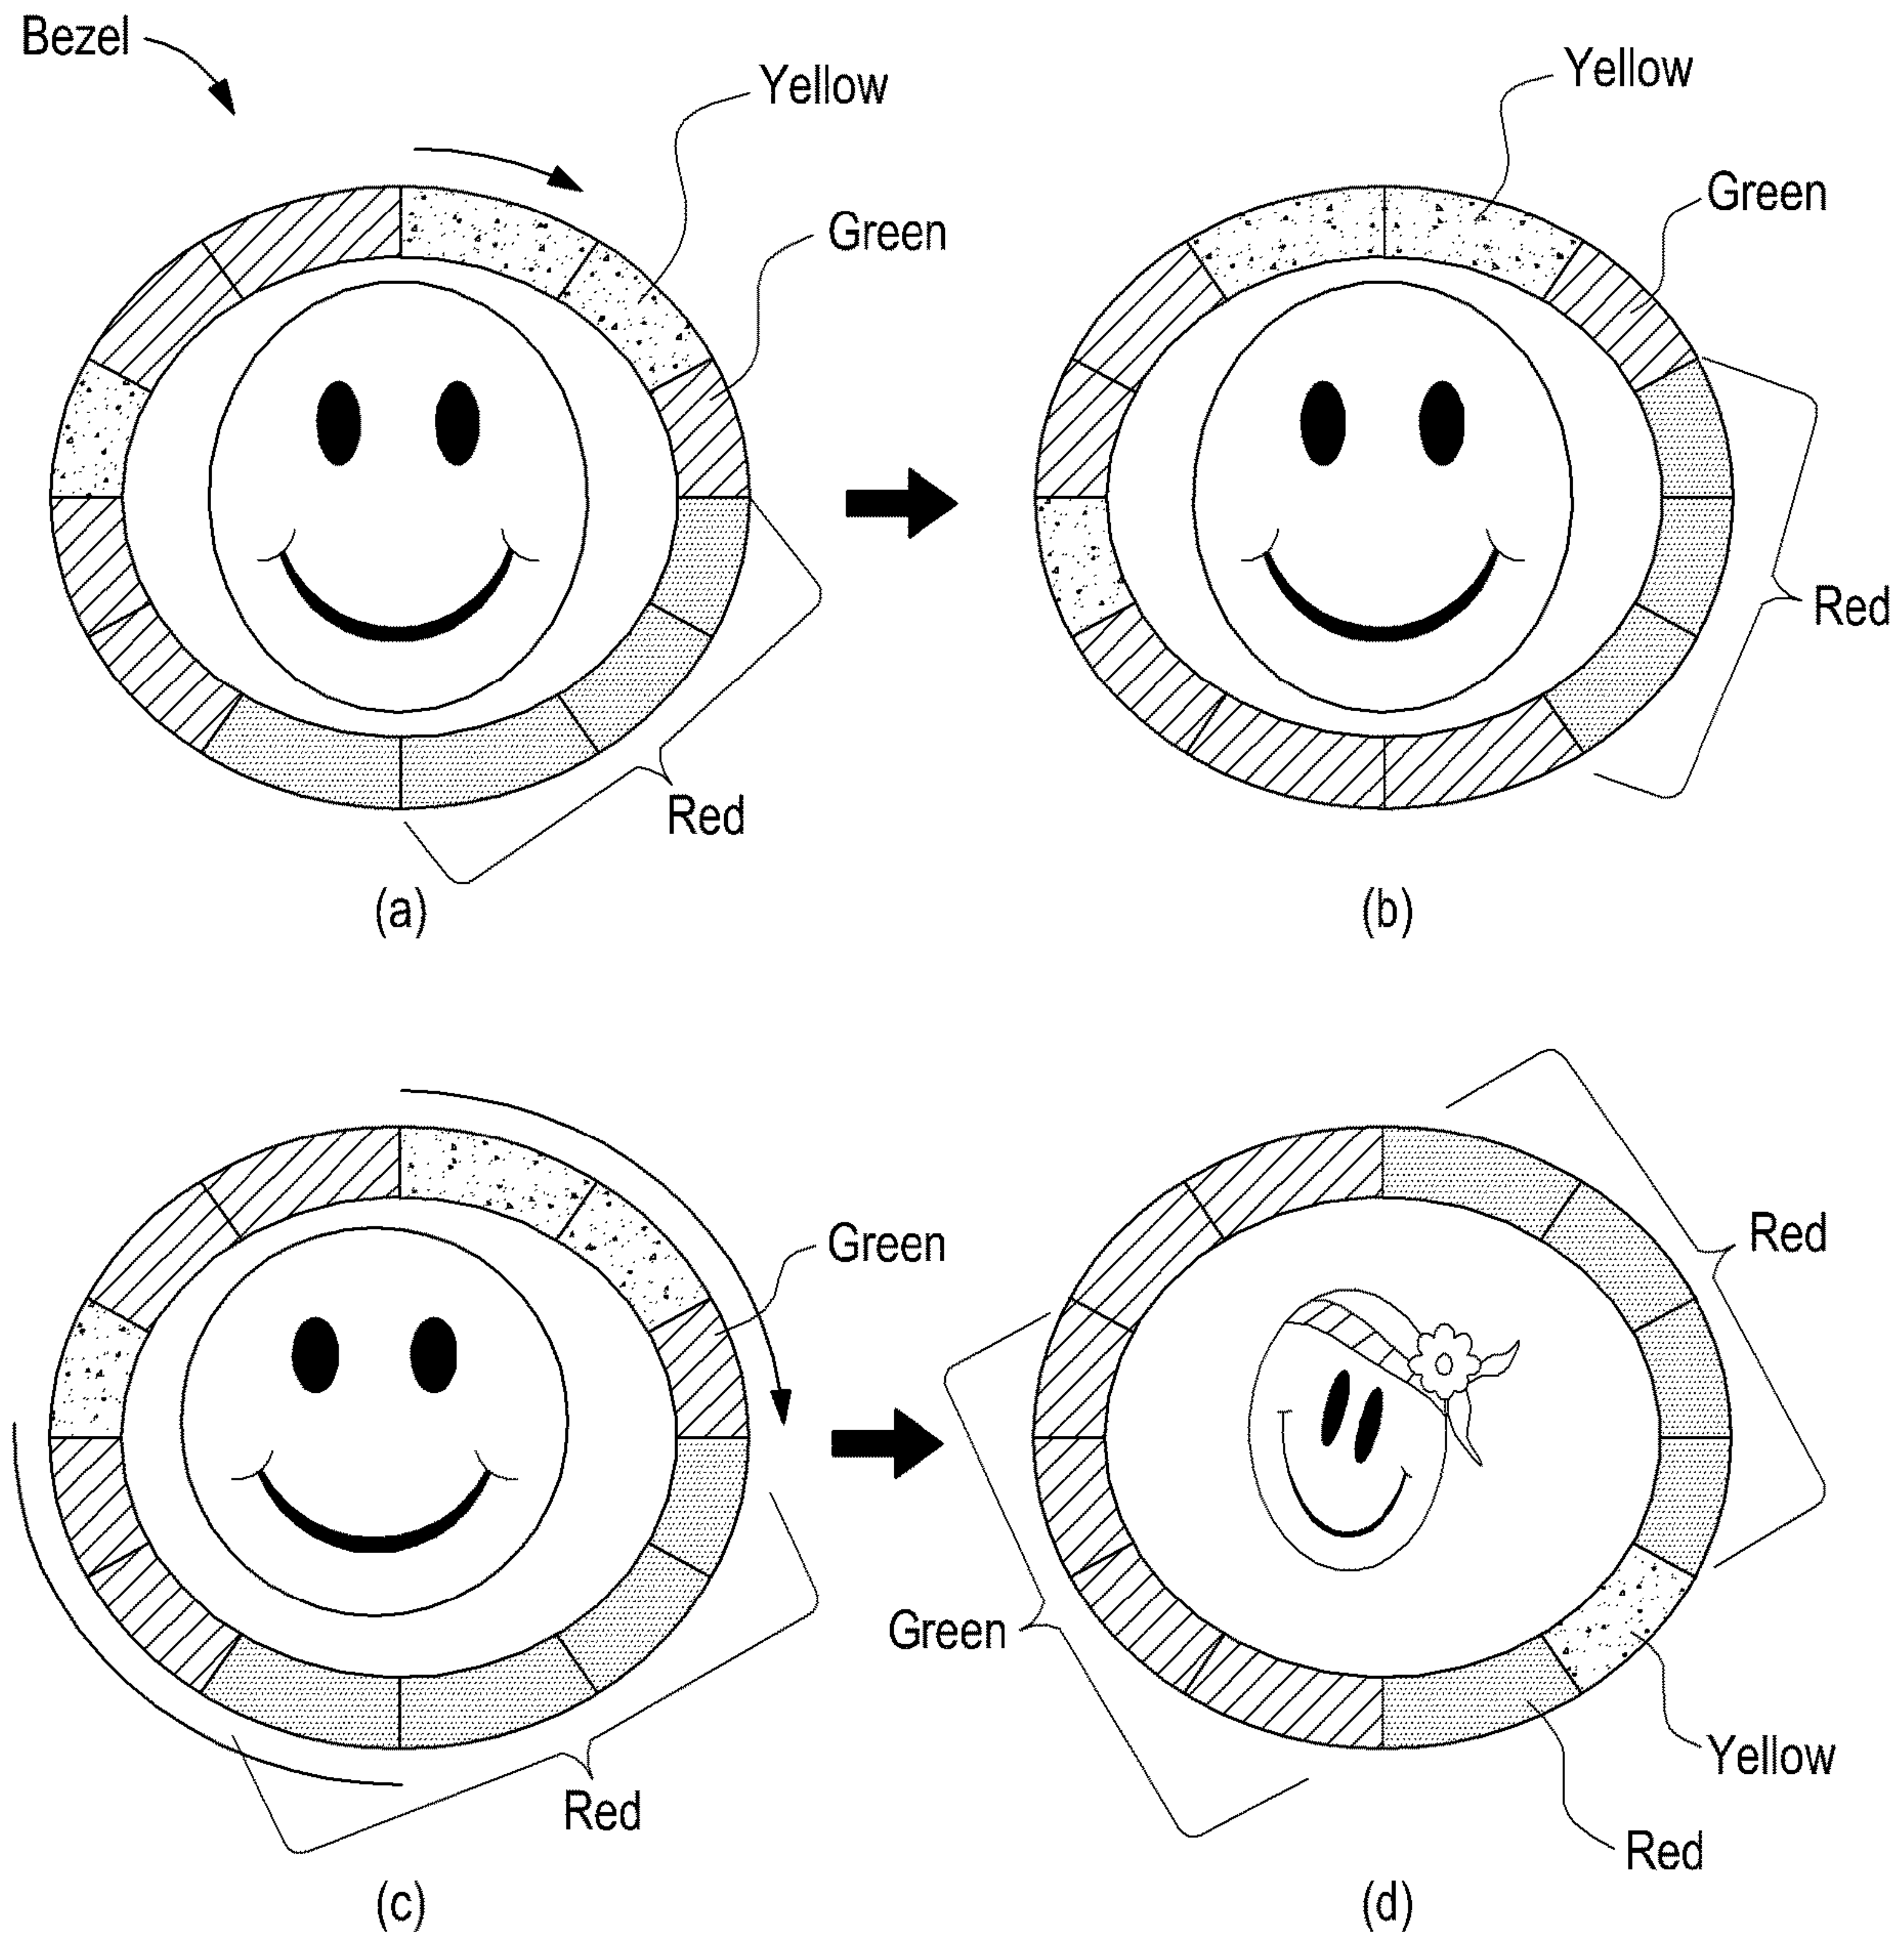 Bezel
Yellow
Green
Red
(a)
Yellow
Green
Red
(b)
Green
Red
(c)
Red
Green
Yellow
Red
(d)